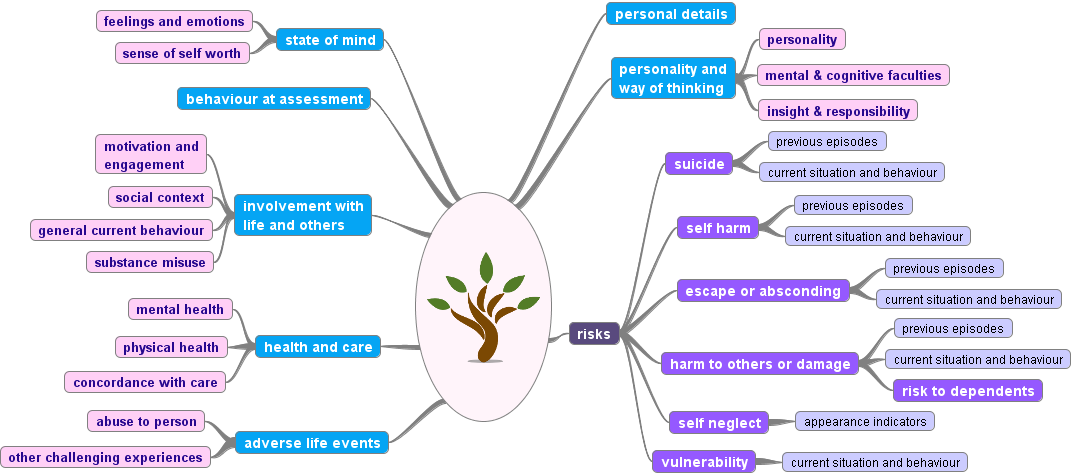 feelings and emotions
sense of self worth
state of mind
behaviour at assessment
motivation and
engagement
social context
general current behaviour
substance misuse
involvement with
life and others
mental health
physical health
concordance with care
health and care
abuse to person
other challenging experiences
adverse life events
personal details
personality and
way of thinking
personality
mental & cognitive faculties
insight & responsibility
risks
suicide
previous episodes
current situation and behaviour
self harm
previous episodes
current situation and behaviour
escape or absconding
previous episodes
current situation and behaviour
harm to others or damage
previous episodes
current situation and behaviour
risk to dependents
self neglect
appearance indicators
vulnerability
current situation and behaviour